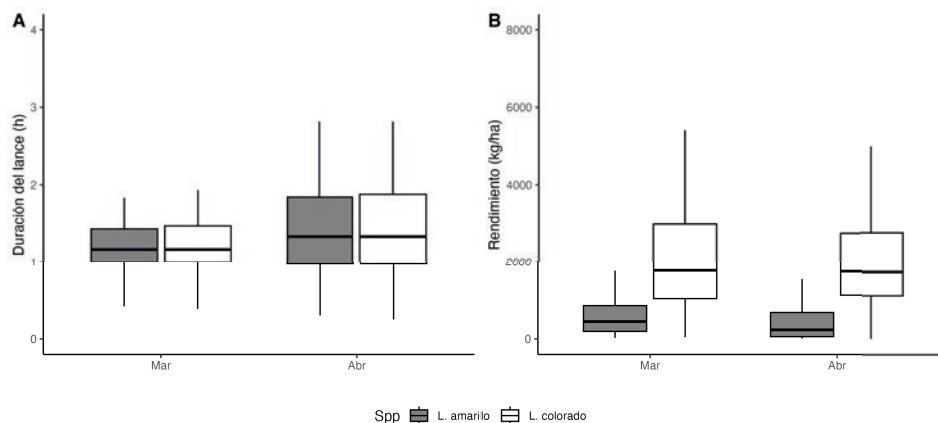 A
Duración del lance (h)
4
3
2
1
0
Mar
Abr
B
Rendimiento (kg/ha)
8000
6000
4000
2000
0
Mar
Abr
Spp
L. amarilo
L. colorado